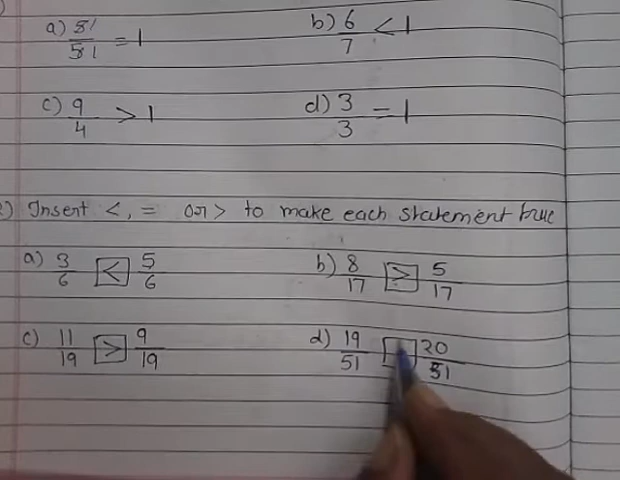 a) 51/51 = 1 b) 6/7 < 1
c) 9/4 > 1 d) 3/3 = 1
2) Insert <, = or > to make each statement true
a) 3/6 < 5/6 b) 8/17 > 5/17
c) 11/19 > 9/19 d) 19/51 20/51